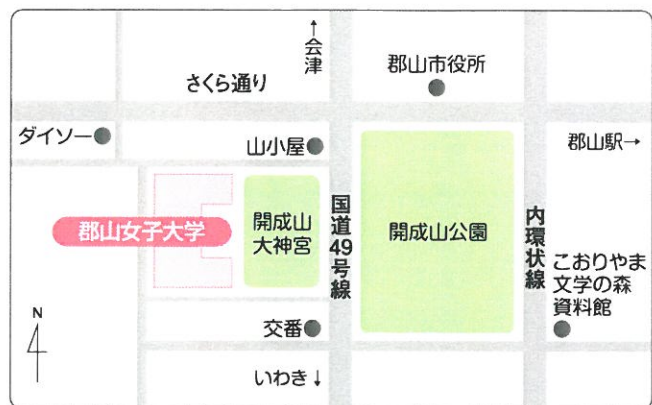 ↑会津
さくら通り
郡山市役所
ダイソー
山小屋
郡山駅→
郡山女子大学
開成山
大神宮
国道49号線
開成山公園
内環状線
こおりやま
文学の森
資料館
交番
いわき↓
N